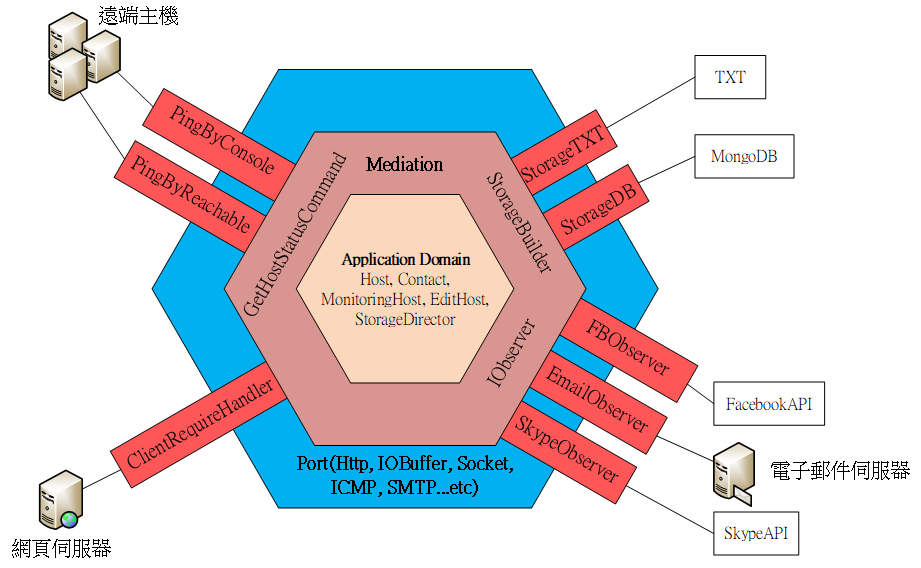 遠端主機
PingByConsole
PingByReachable
TXT
MongoDB
StorageTXT
StorageDB
Mediation
GetHostStatusCommand
StorageBuilder
Application Domain
Host, Contact,
MonitoringHost, EditHost,
StorageDirector
IObserver
FBObserver
EmailObserver
SkypeObserver
ClientRequireHandler
FacebookAPI
電子郵件伺服器
SkypeAPI
Port(Http, IOBuffer, Socket,
ICMP, SMTP...etc)
網頁伺服器